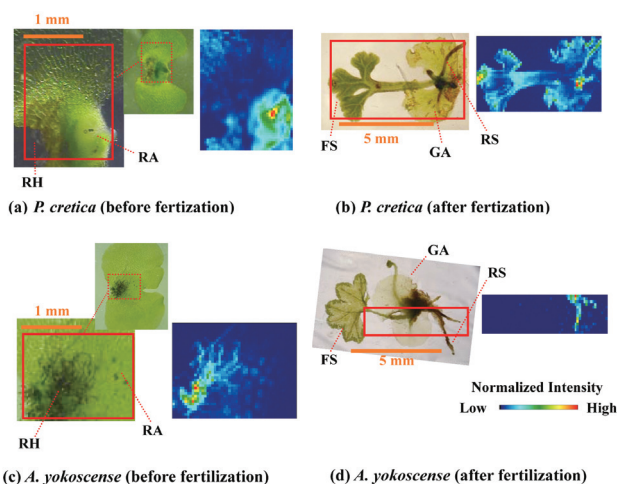 1 mm
RH
RA
(a) P. cretica (before fertization)
FS
5 mm
GA
RS
(b) P. cretica (after fertization)
1 mm
RH
RA
(c) A. yokoscense (before fertilization)
GA
RS
FS
5 mm
Normalized Intensity
Low High
(d) A. yokoscense (after fertilization)